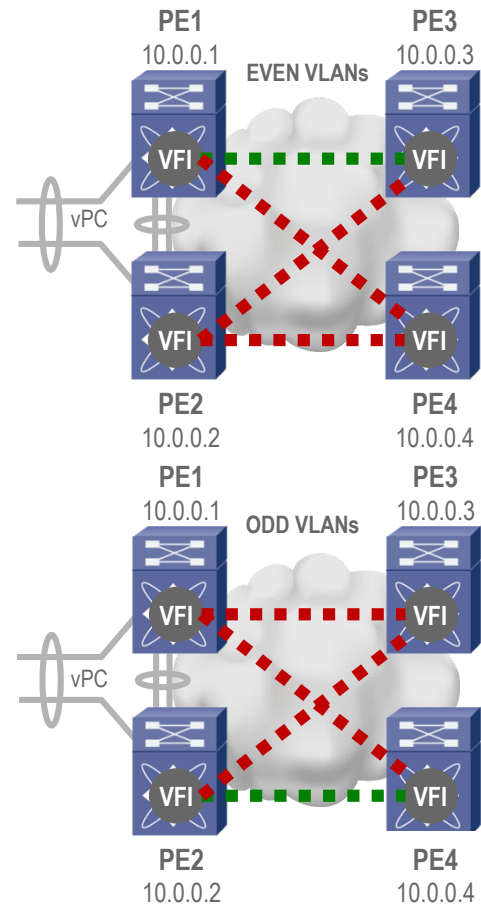 PE1
10.0.0.1
PE3
10.0.0.3
EVEN VLANs
VFI
VFI
vPC
VFI
VFI
PE2
10.0.0.2
PE4
10.0.0.4
PE1
10.0.0.1
PE3
10.0.0.3
ODD VLANs
VFI
VFI
vPC
VFI
VFI
PE2
10.0.0.2
PE4
10.0.0.4